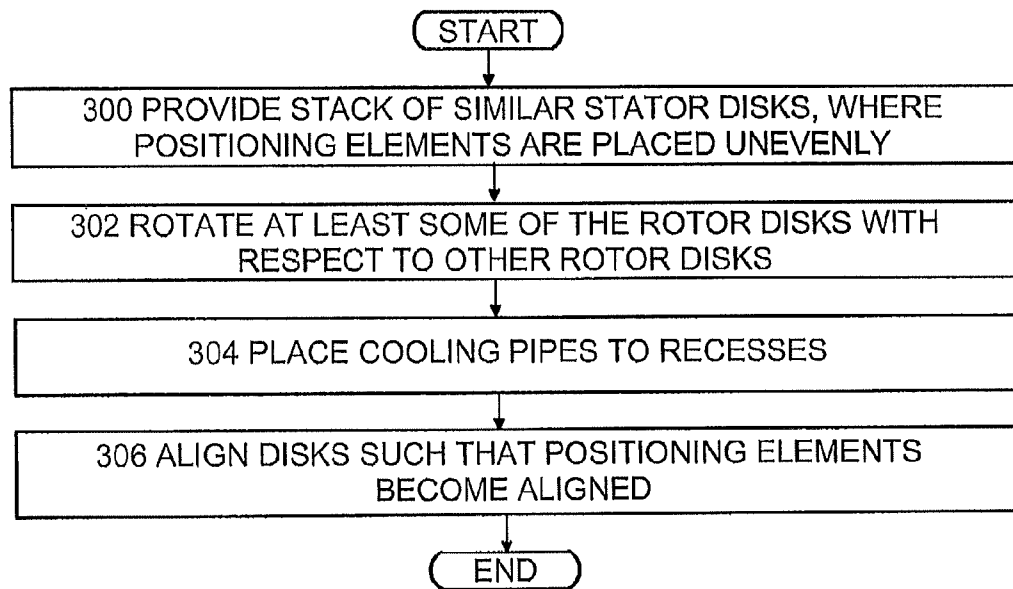 START
300 PROVIDE STACK OF SIMILAR STATOR DISKS, WHERE
POSITIONING ELEMENTS ARE PLACED UNEVENLY
302 ROTATE AT LEAST SOME OF THE ROTOR DISKS WITH
RESPECT TO OTHER ROTOR DISKS
304 PLACE COOLING PIPES TO RECESSES
306 ALIGN DISKS SUCH THAT POSITIONING ELEMENTS
BECOME ALIGNED
END